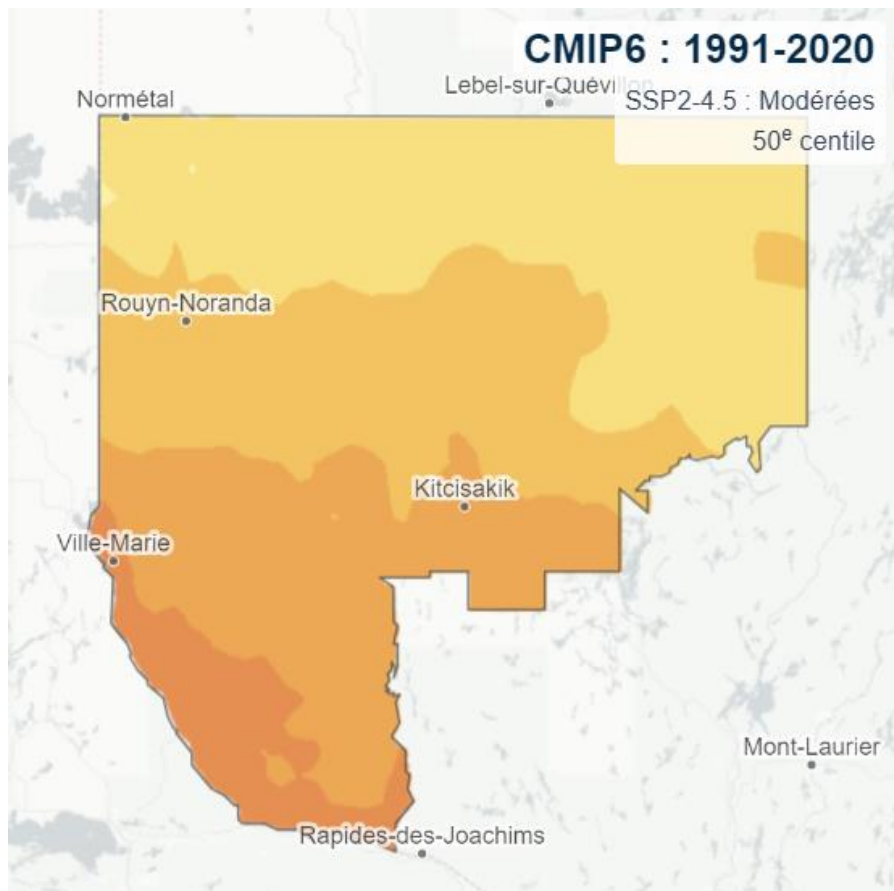 CMIP6 : 1991-2020
Lebel-sur-Quévillon
SSP2-4.5 : Modérées
50e centile
Normétal
Rouyn-Noranda
Kitcisakik
Ville-Marie
Mont-Laurier
Rapides-des-Joachims